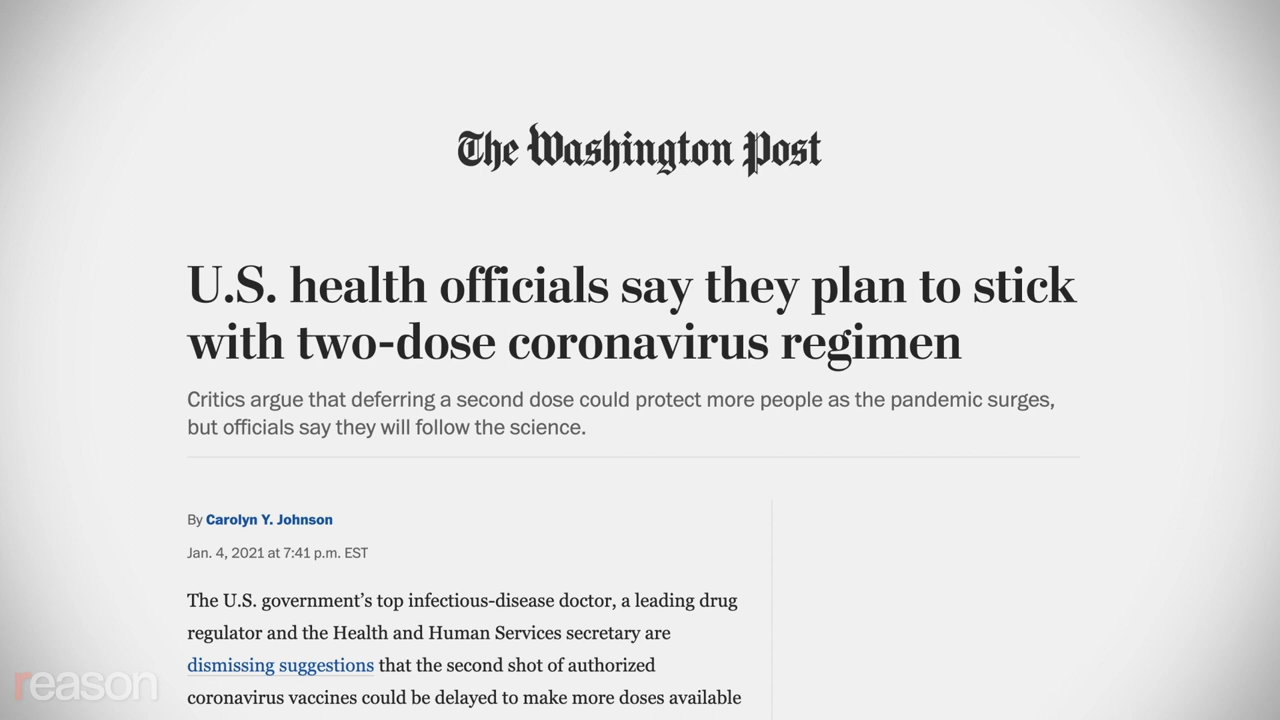 The Washington Post
U.S. health officials say they plan to stick
with two-dose coronavirus regimen
Critics argue that deferring a second dose could protect more people as the pandemic surges,
but officials say they will follow the science.
By Carolyn Y. Johnson
Jan. 4, 2021 at 7:41 p.m. EST
The U.S. government’s top infectious-disease doctor, a leading drug
regulator and the Health and Human Services secretary are
dismissing suggestions that the second shot of authorized
coronavirus vaccines could be delayed to make more doses available
reason